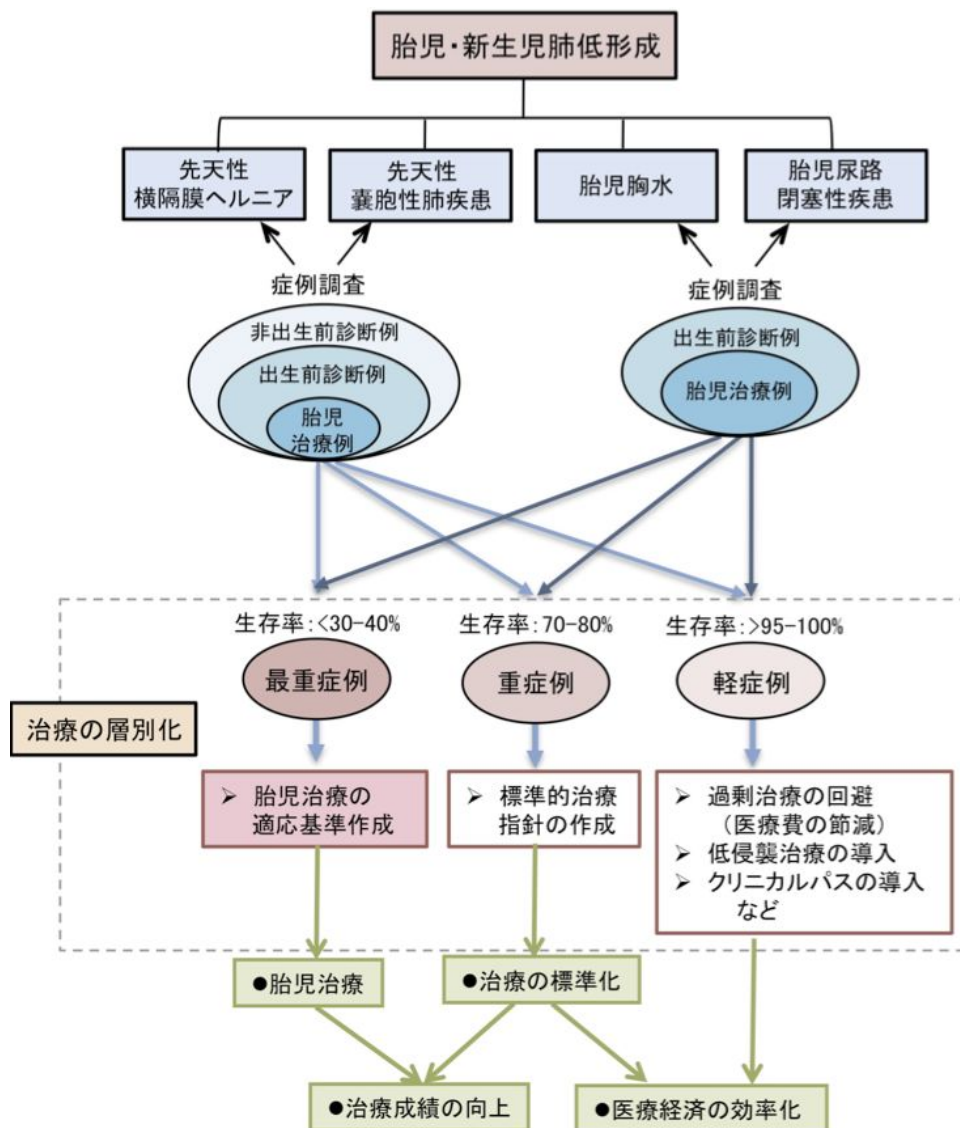 胎児・新生児肺低形成
先天性
横隔膜ヘルニア
先天性
嚢胞性肺疾患
胎児胸水
胎児尿路
閉塞性疾患
症例調査
症例調査
非出生前診断例
出生前診断例
胎児
治療例
出生前診断例
胎児治療例
生存率:<30-40%
生存率:70-80%
生存率:>95-100%
最重症例
重症例
軽症例
治療の層別化
➢ 胎児治療の
適応基準作成
➢ 標準的治療
指針の作成
➢ 過剰治療の回避
(医療費の節減)
➢ 低侵襲治療の導入
➢ クリニカルパスの導入
など
●胎児治療
●治療の標準化
●治療成績の向上
●医療経済の効率化